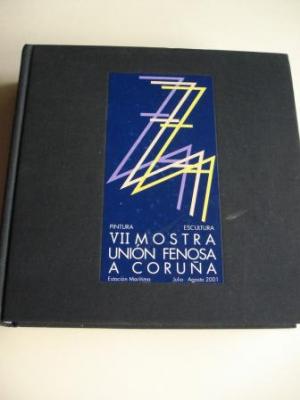 PINTURA ESCULTURA
VII MOSTRA
UNIÓN FENOSA
A CORUÑA
Estación Marítima Julio Agosto 2001